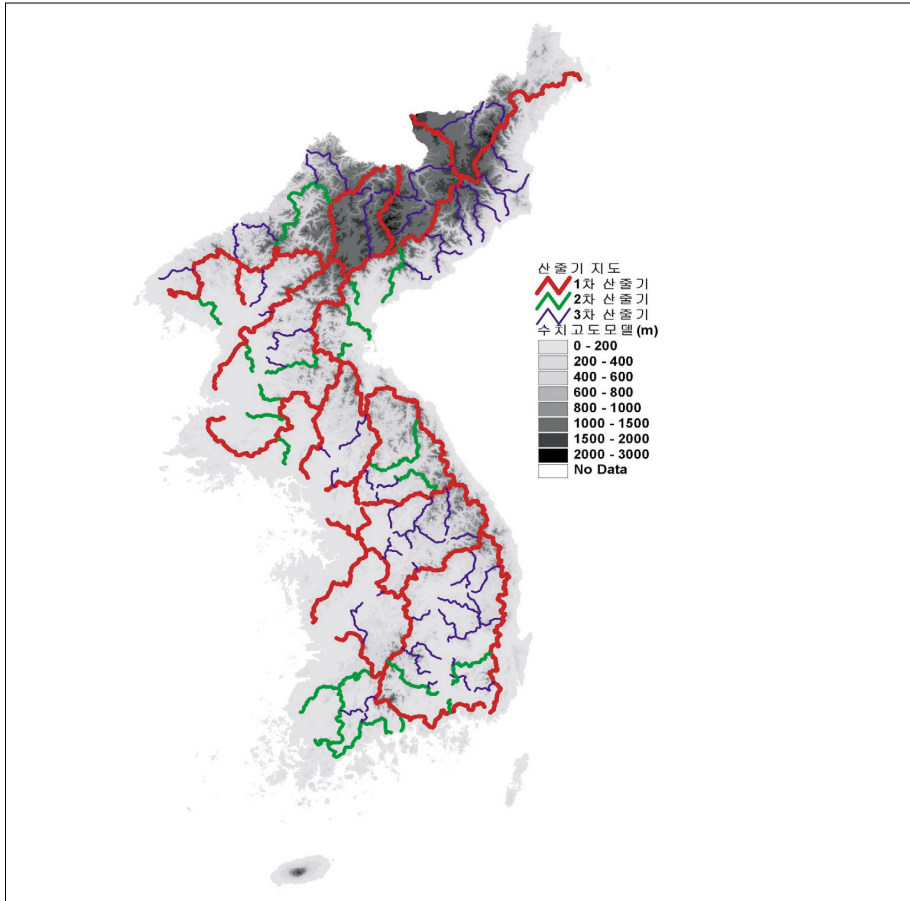 산줄기 지도
1차 산줄기
2차 산줄기
3차 산줄기
수치고도모델(m)
0 - 200
200 - 400
400 - 600
600 - 800
800 - 1000
1000 - 1500
1500 - 2000
2000 - 3000
No Data